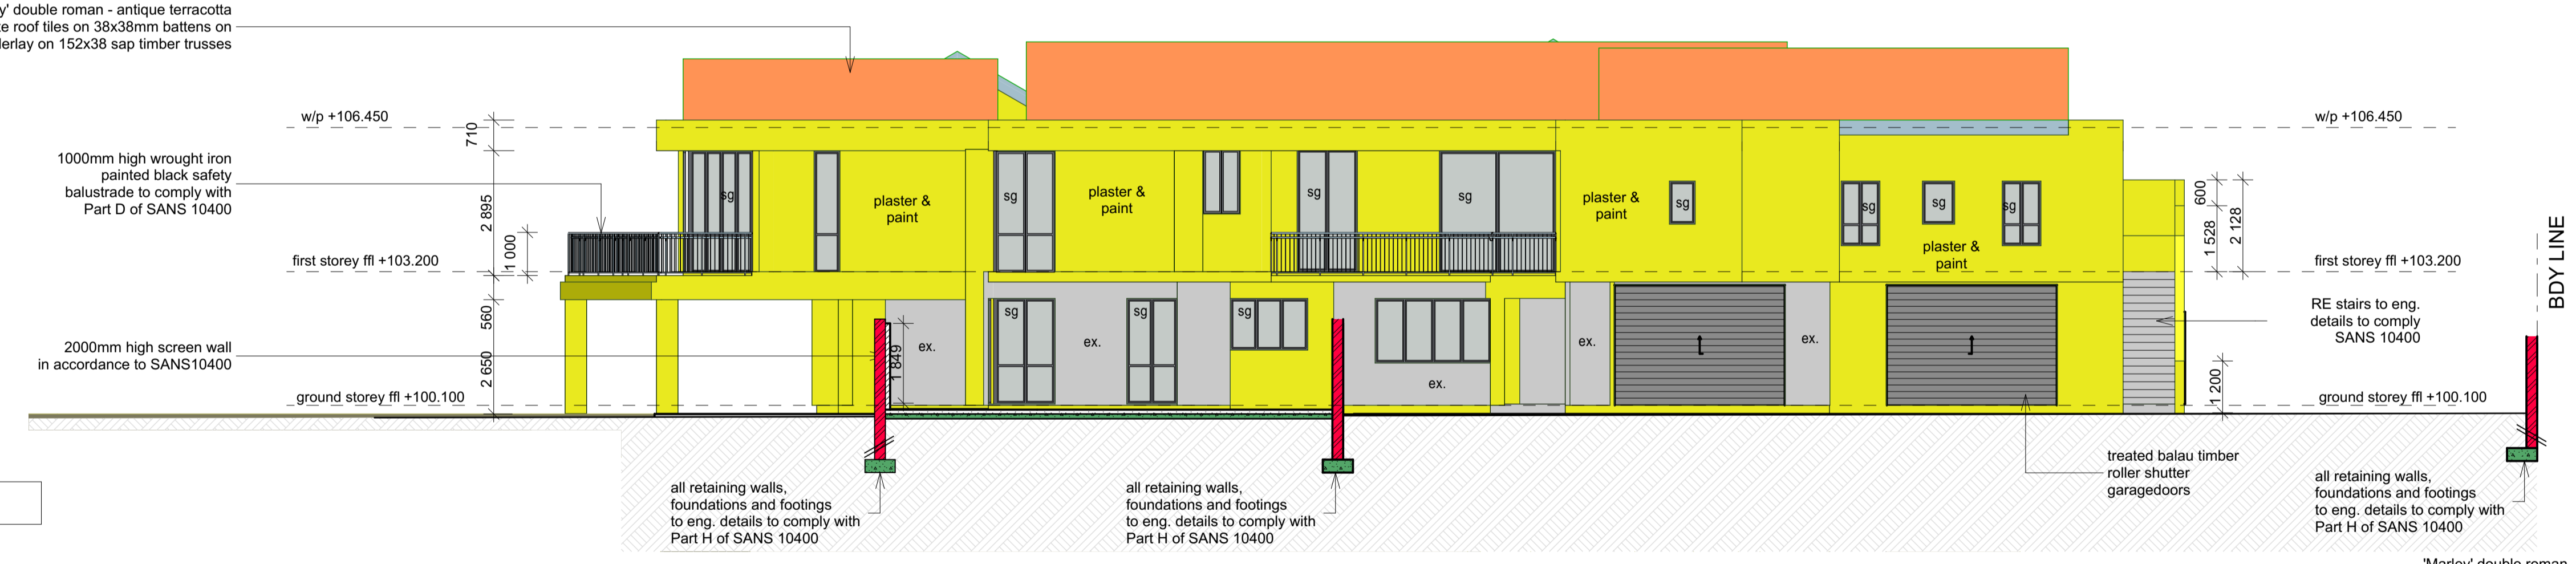 y' double roman - antique terracotta
te roof tiles on 38x38mm battens on
lerlay on 152x38 sap timber trusses
w/p +106.450
710
1000mm high wrought iron
painted black safety
balustrade to comply with
Part D of SANS 10400
2 895
1 000
first storey ffl +103.200
560
2000mm high screen wall
in accordance to SANS10400
2 650
ground storey ffl +100.100
sg
plaster &
paint
sg
plaster &
paint
sg
sg
plaster &
paint
sg
sg
sg
sg
plaster &
paint
1 849
ex.
sg
ex.
sg
sg
ex.
ex.
ex.
w/p +106.450
600
1 528
2 128
first storey ffl +103.200
BDY LINE
RE stairs to eng.
details to comply
SANS 10400
1 200
ground storey ffl +100.100
all retaining walls,
foundations and footings
to eng. details to comply with
Part H of SANS 10400
all retaining walls,
foundations and footings
to eng. details to comply with
Part H of SANS 10400
treated balau timber
roller shutter
garagedoors
all retaining walls,
foundations and footings
to eng. details to comply with
Part H of SANS 10400
'Marley' double roman